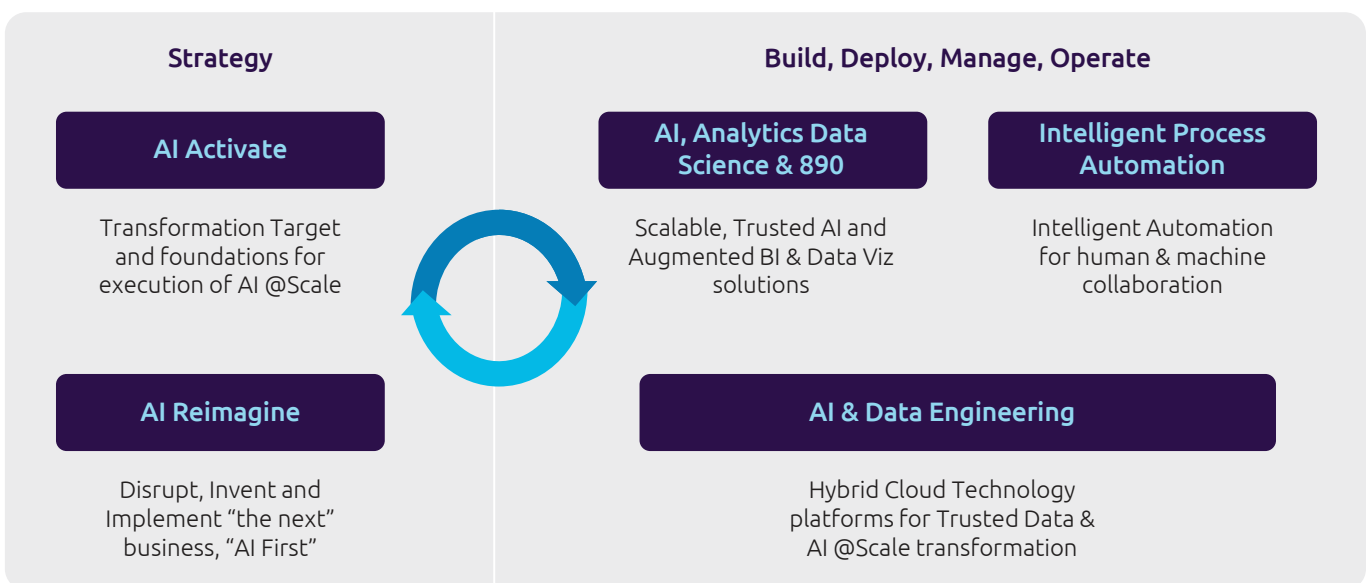 Strategy
AI Activate
Transformation Target
and foundations for
execution of AI @Scale
AI Reimagine
Disrupt, Invent and
Implement “the next”
business, “AI First”
Build, Deploy, Manage, Operate
AI, Analytics Data
Science & 890
Scalable, Trusted AI and
Augmented BI & Data Viz
solutions
Intelligent Process
Automation
Intelligent Automation
for human & machine
collaboration
AI & Data Engineering
Hybrid Cloud Technology
platforms for Trusted Data &
AI @Scale transformation